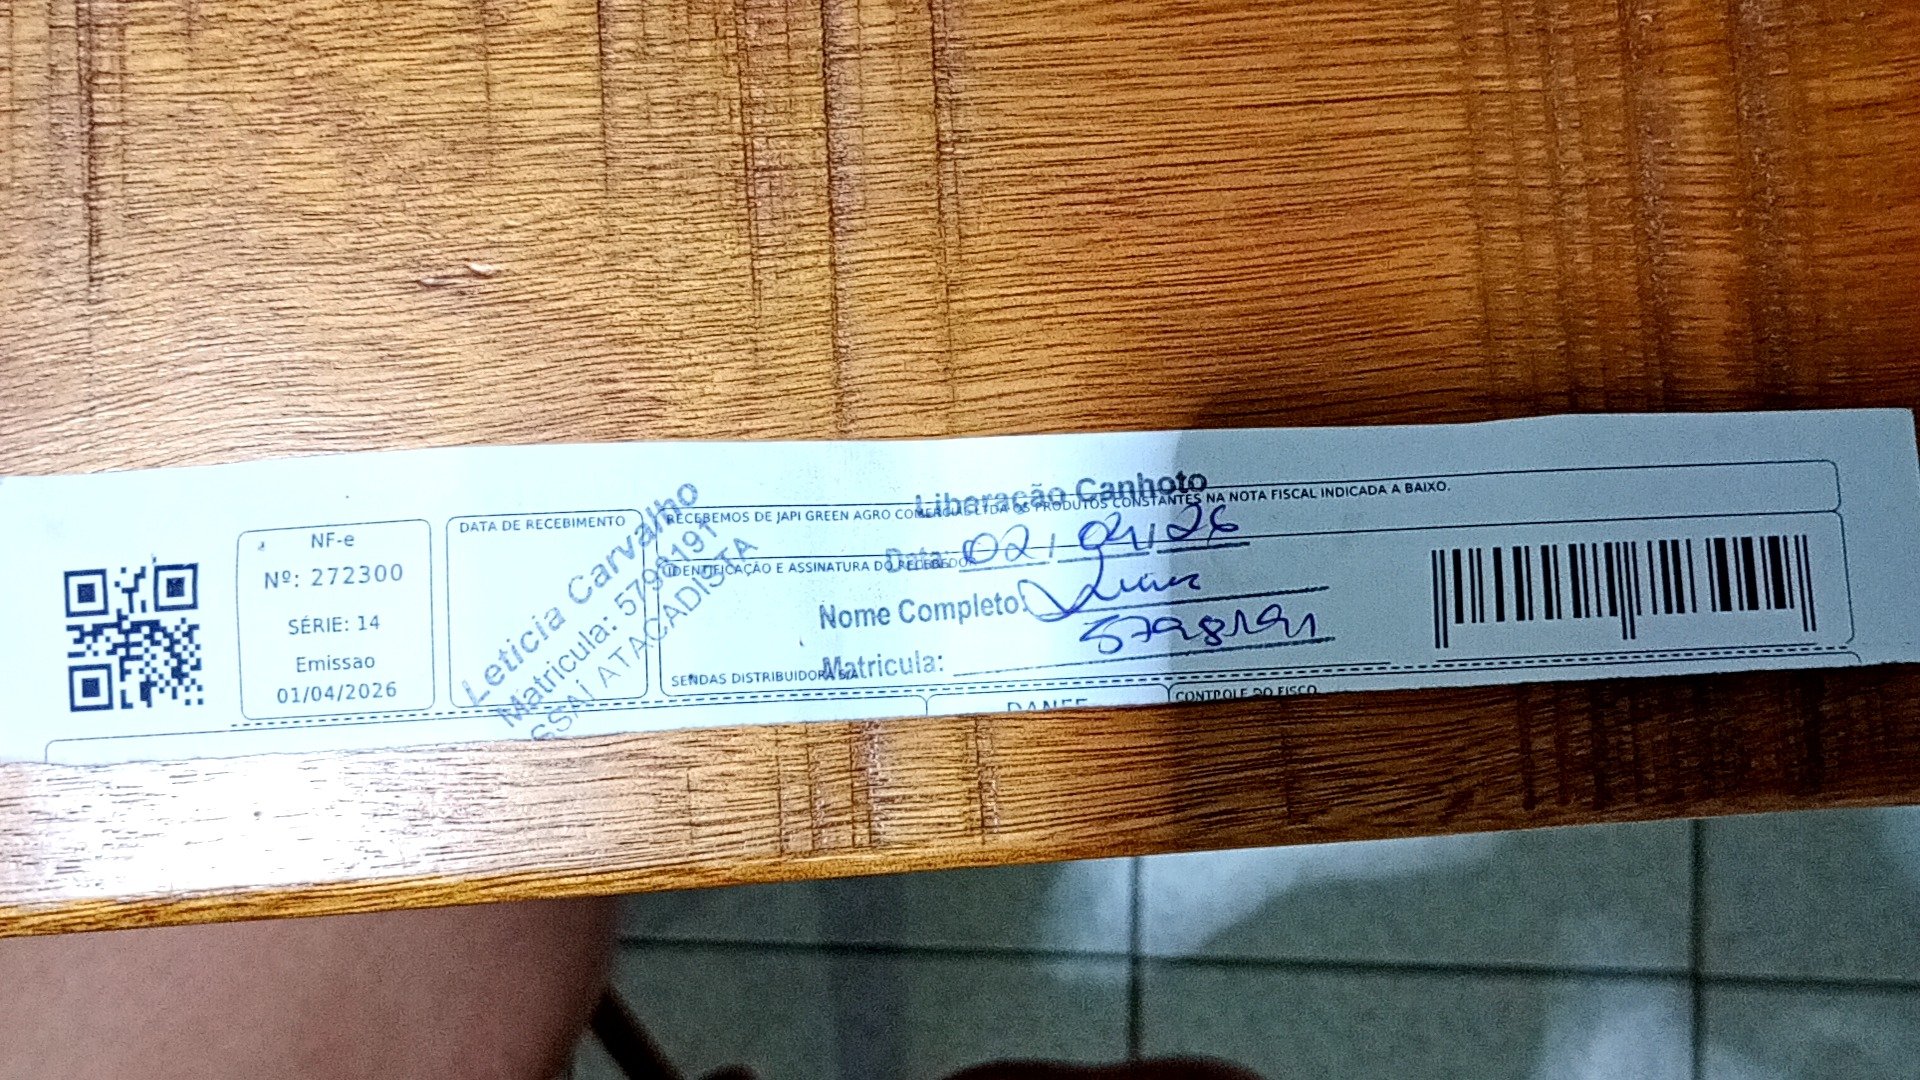 NF-e
Nº: 272300
SÉRIE: 14
Emissao
01/04/2026
DATA DE RECEBIMENTO
Leticia Carvalho
Matricula: 5798191
SSAÍ ATACADISTA
RECEBEMOS DE JAPI GREEN AGRO COMERCIAL LTDA OS PRODUTOS CONSTANTES NA NOTA FISCAL INDICADA A BAIXO.
Liberação Canhoto
Data: 02/04/26
IDENTIFICAÇÃO E ASSINATURA DO RECEBEDOR
Nome Completo:
Matricula: 5798191
SENDAS DISTRIBUIDORA S/A
DANFE
CONTROLE DO FISCO